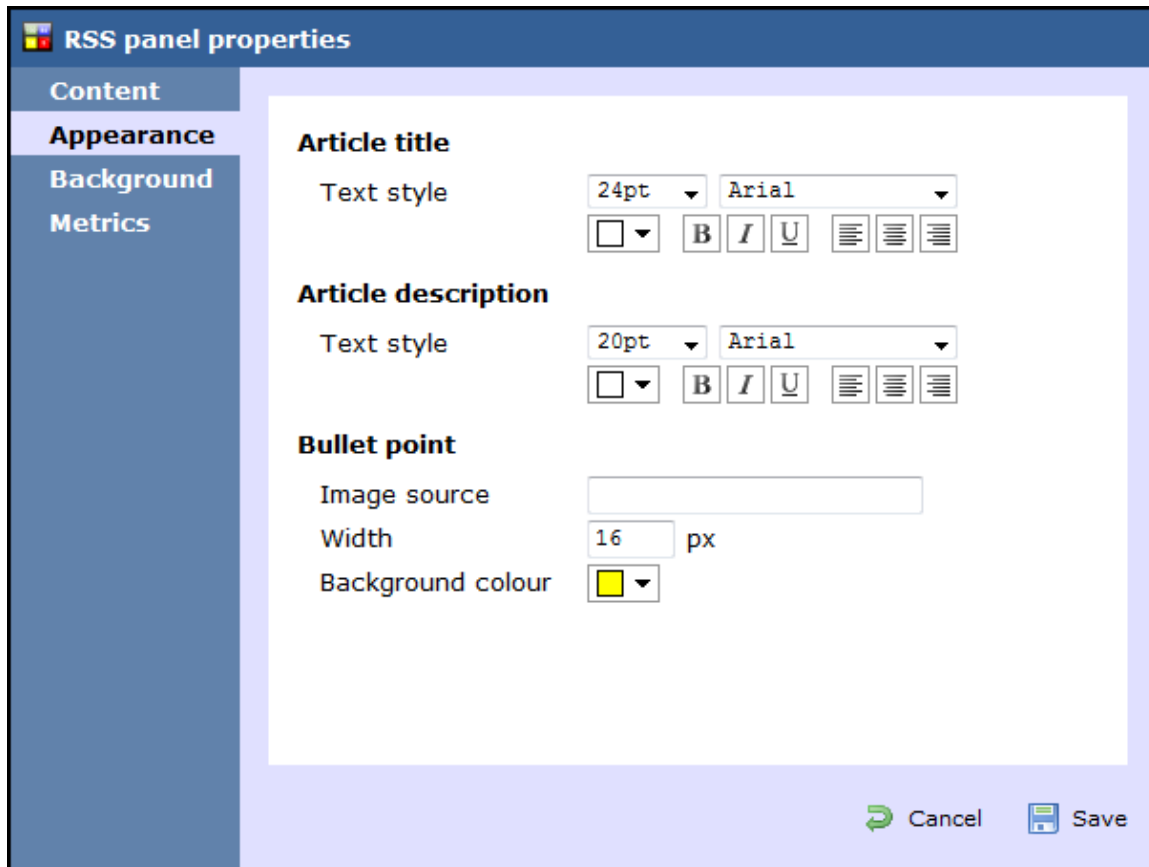 RSS panel properties
Content
Appearance
Background
Metrics
Article title
Text style 24pt Arial
B I U
Article description
Text style 20pt Arial
B I U
Bullet point
Image source
Width 16 px
Background colour
Cancel Save